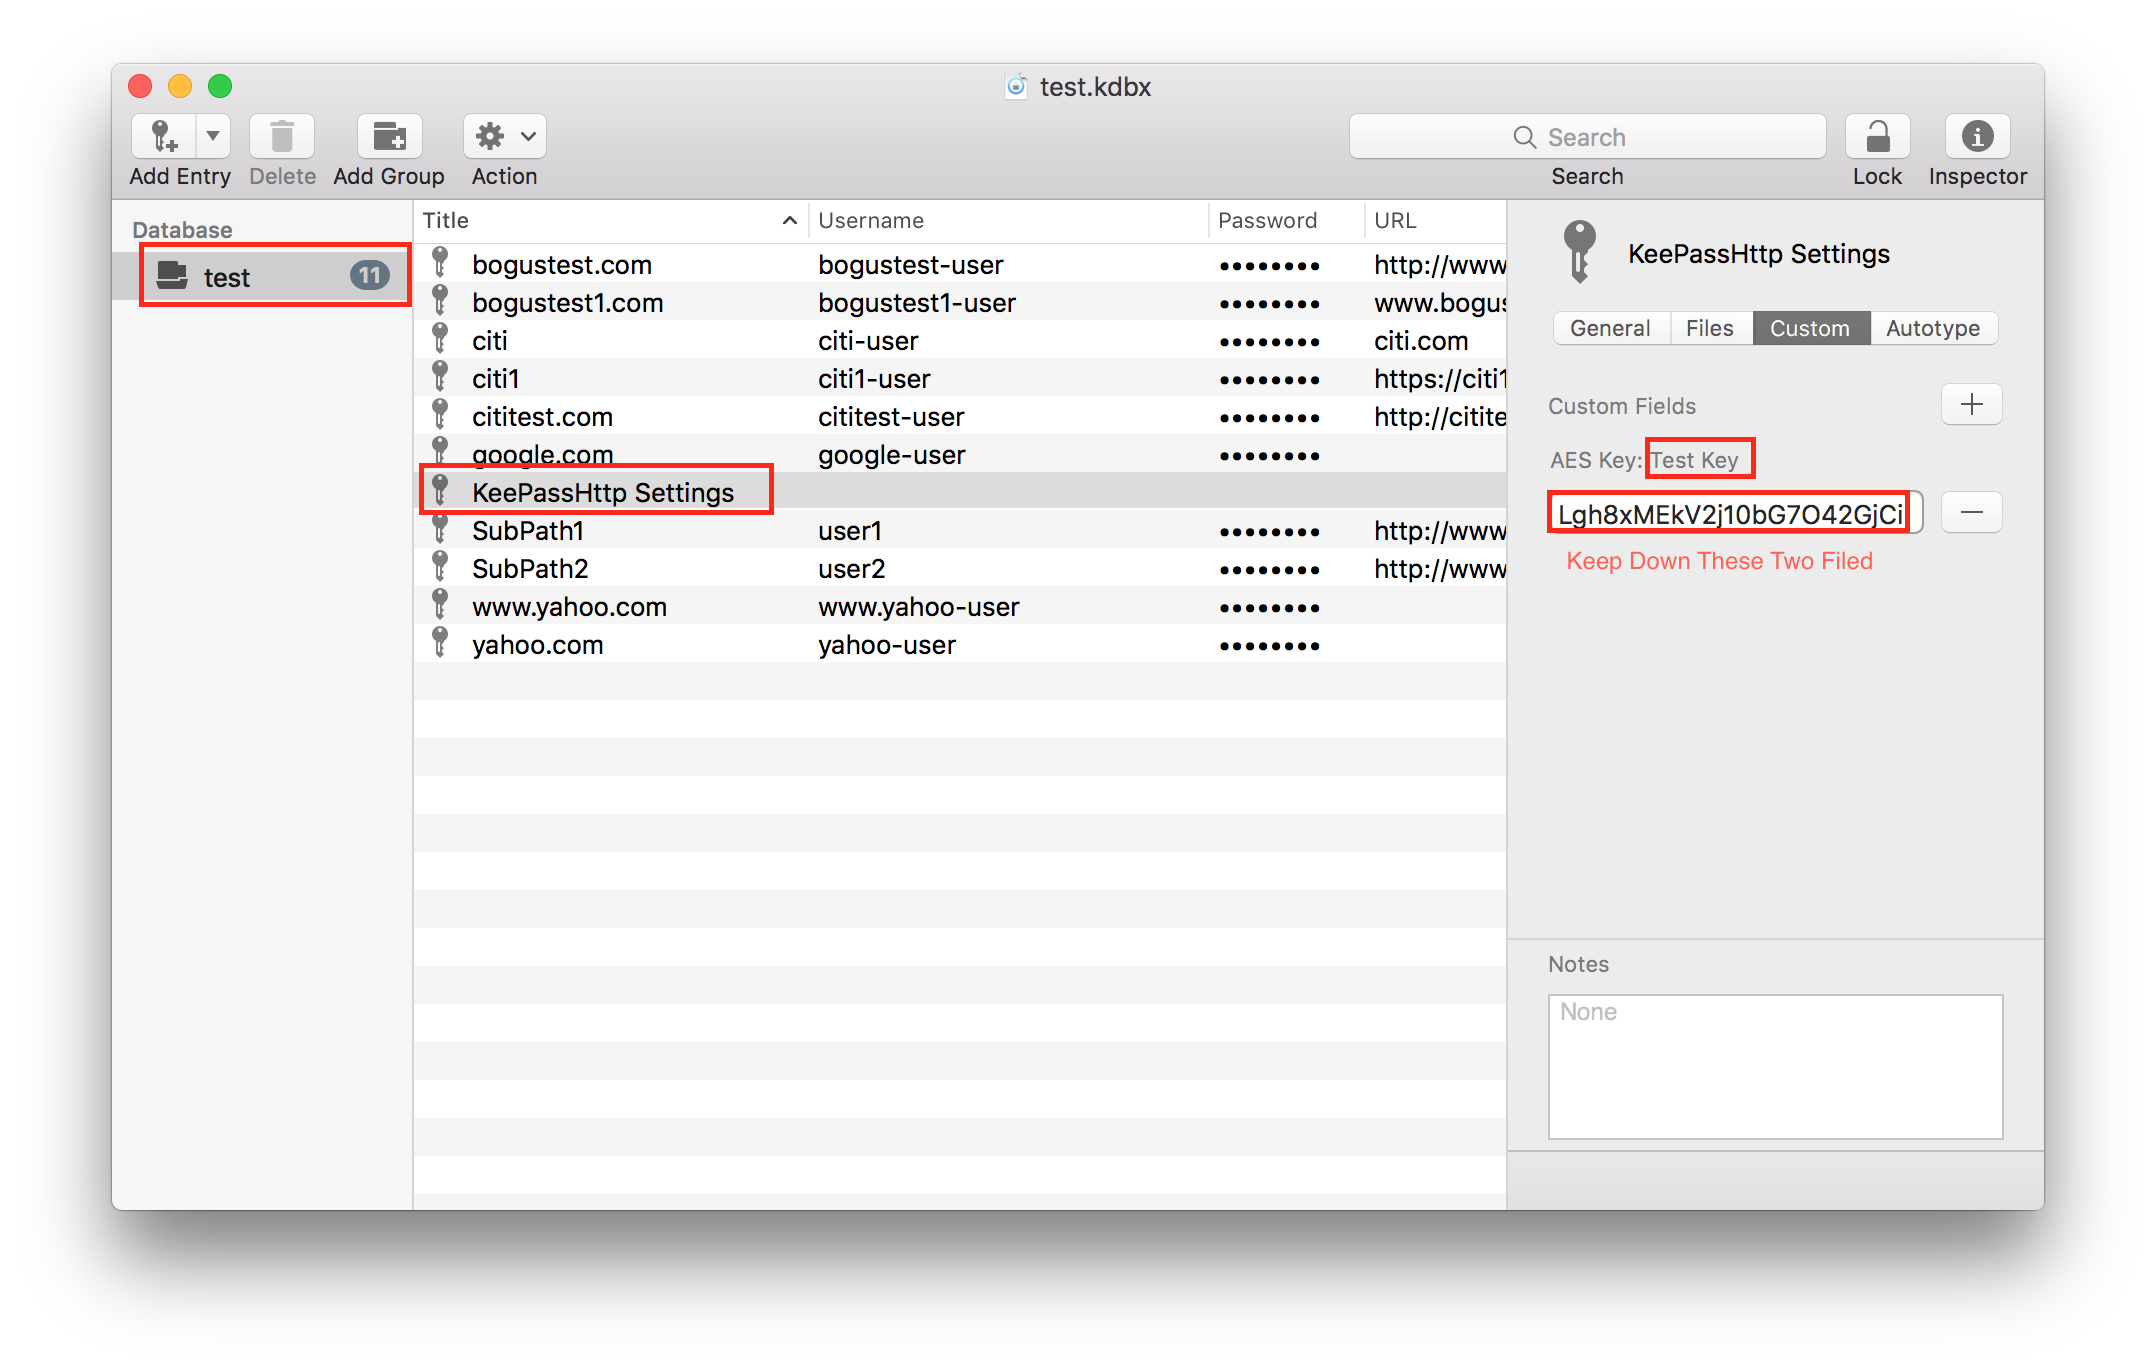 test.kdbx
Search
Add Entry Delete Add Group Action Search Lock Inspector
Database
test 11
Title Username Password URL
bogustest.com bogustest-user •••••••• http://www
bogustest1.com bogustest1-user •••••••• www.bogus
citi citi-user •••••••• citi.com
citi1 citi1-user •••••••• https://citi1
cititest.com cititest-user •••••••• http://citite
google.com google-user ••••••••
KeePassHttp Settings
SubPath1 user1 •••••••• http://www
SubPath2 user2 •••••••• http://www
www.yahoo.com www.yahoo-user ••••••••
yahoo.com yahoo-user ••••••••
KeePassHttp Settings
General Files Custom Autotype
Custom Fields
AES Key: Test Key
Lgh8xMEkV2j10bG7O42GjCi
Keep Down These Two Filed
Notes
None